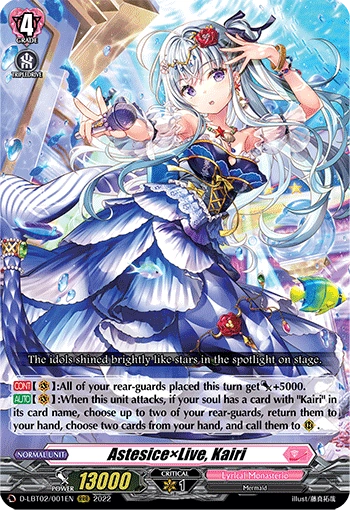 4
GRADE
TRIPLEDRIVE
The idols shined brightly like stars in the spotlight on stage.
CONT【】:All of your rear-guards placed this turn get +5000.
AUTO【】:When this unit attacks, if your soul has a card with "Kairi" in
its card name, choose up to two of your rear-guards, return them to
your hand, choose two cards from your hand, and call them to .
NORMAL UNIT
Astesice×Live, Kairi
POWER 13000 CRITICAL 1
Lyrical Monasterio
Mermaid
D-LBT02/001EN RRR 2022
illust/藤真拓哉